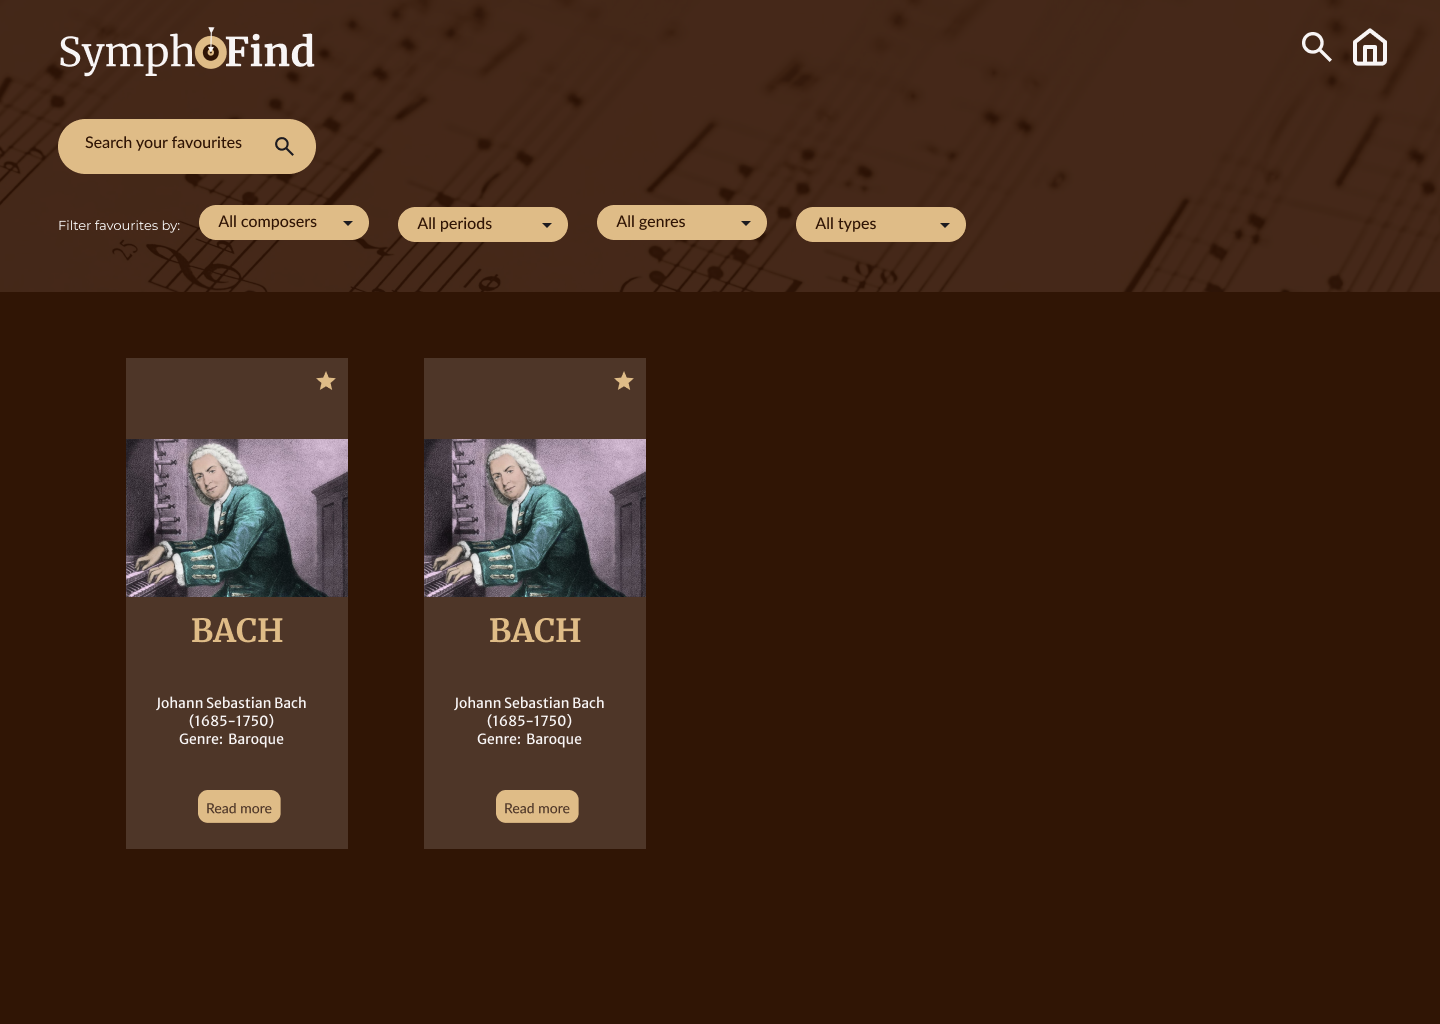 SymphoFind
Search your favourites
Filter favourites by:
All composers
All periods
All genres
All types
BACH
Johann Sebastian Bach
(1685-1750)
Genre: Baroque
Read more
BACH
Johann Sebastian Bach
(1685-1750)
Genre: Baroque
Read more